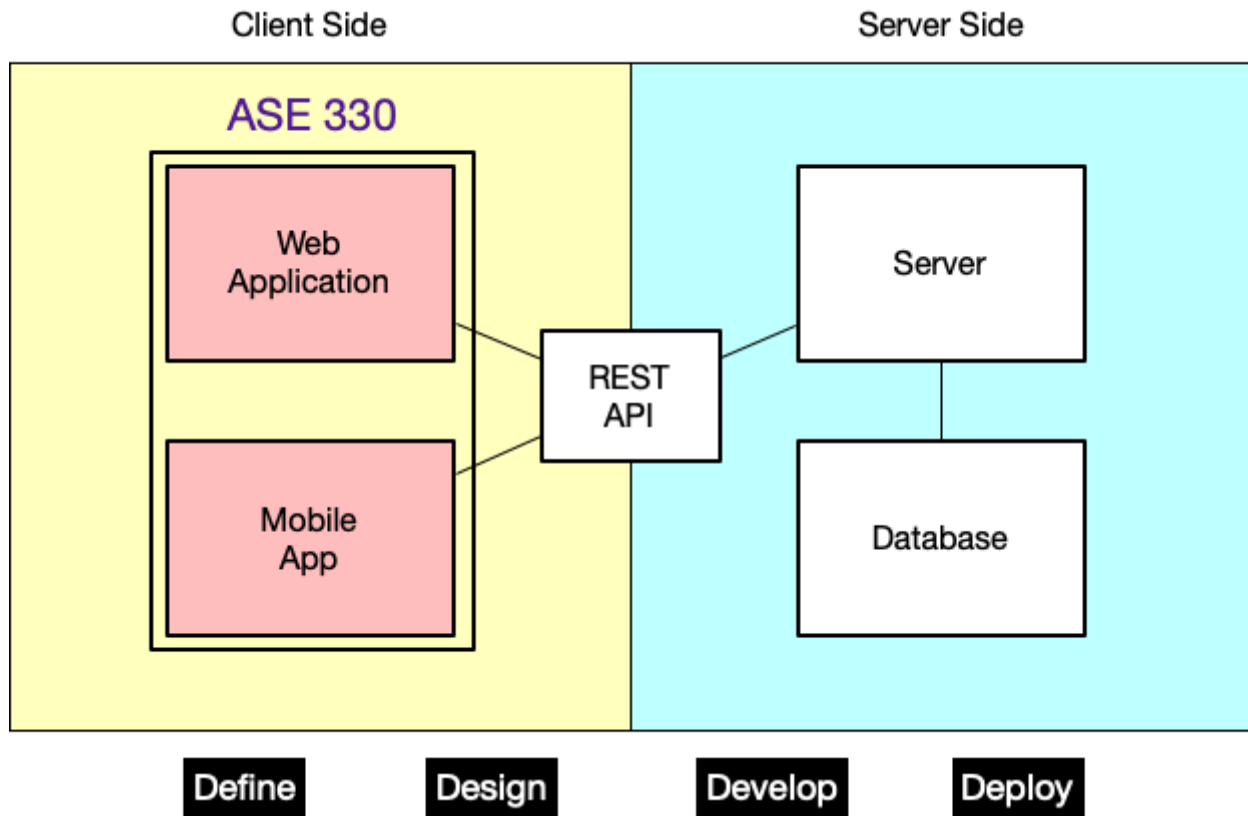 Client Side
Server Side
ASE 330
Web
Application
Server
REST
API
Mobile
App
Database
Define
Design
Develop
Deploy